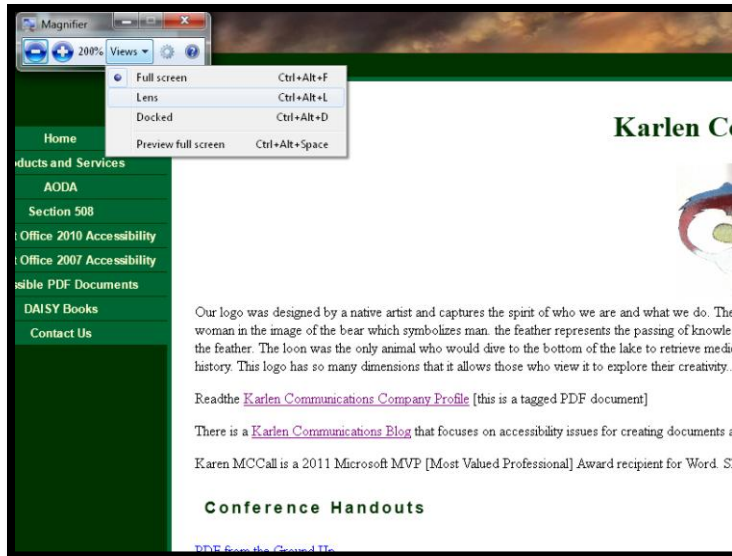 Magnifier
200% Views
Full screen Ctrl+Alt+F
Lens Ctrl+Alt+L
Docked Ctrl+Alt+D
Preview full screen Ctrl+Alt+Space
Home
oducts and Services
AODA
Section 508
t Office 2010 Accessibility
t Office 2007 Accessibility
ssible PDF Documents
DAISY Books
Contact Us
Karlen Co
Our logo was designed by a native artist and captures the spirit of who we are and what we do. The
woman in the image of the bear which symbolizes man. the feather represents the passing of knowle
the feather. The loon was the only animal who would dive to the bottom of the lake to retrieve medi
history. This logo has so many dimensions that it allows those who view it to explore their creativity..
Readthe Karlen Communications Company Profile [this is a tagged PDF document]
There is a Karlen Communications Blog that focuses on accessibility issues for creating documents a
Karen MCCall is a 2011 Microsoft MVP [Most Valued Professional] Award recipient for Word. S
Conference Handouts
PDF from the Ground Up